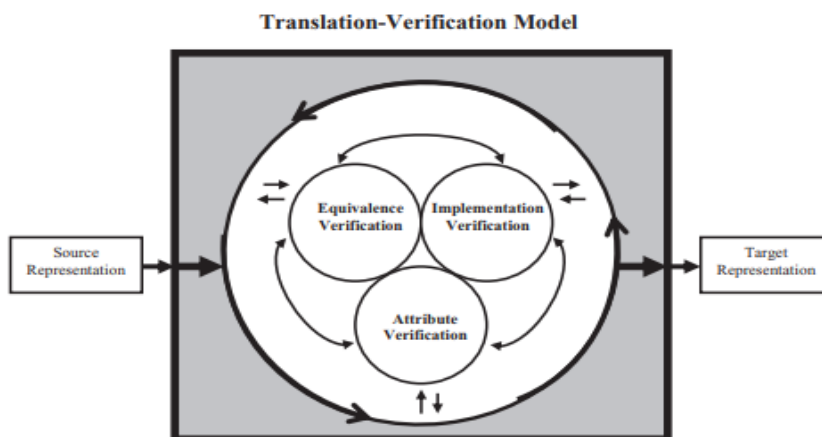 Translation-Verification Model
Equivalence
Verification
Implementation
Verification
Source
Representation
Target
Representation
Attribute
Verification